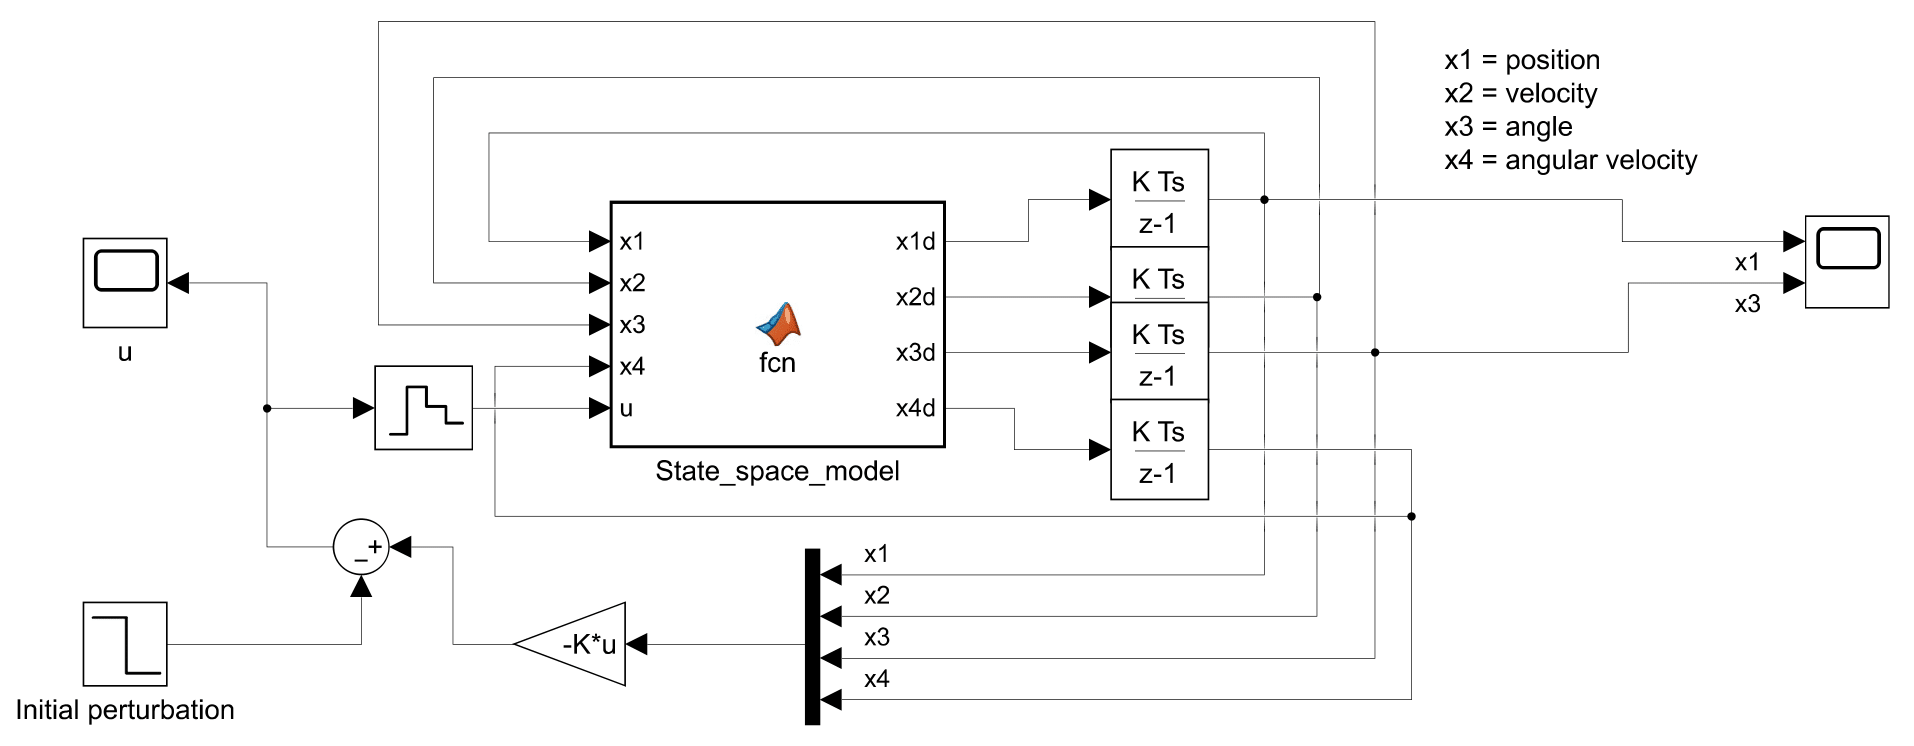 x1 = position
x2 = velocity
x3 = angle
x4 = angular velocity
K Ts
z-1
K Ts
K Ts
z-1
K Ts
z-1
x1
x2
x3
x4
u
x1d
x2d
x3d
x4d
fcn
State_space_model
x1
x3
u
− +
-K*u
x1
x2
x3
x4
Initial perturbation